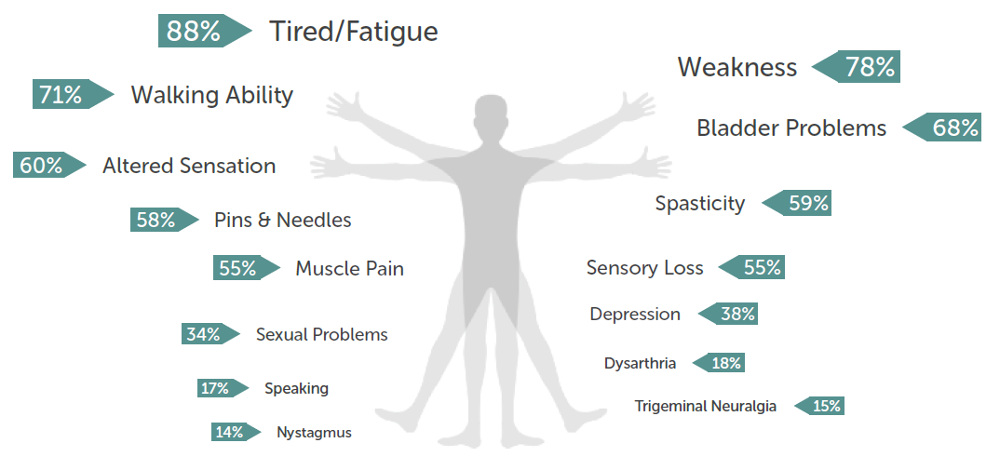 88% Tired/Fatigue
Weakness 78%
71% Walking Ability
Bladder Problems 68%
60% Altered Sensation
Spasticity 59%
58% Pins & Needles
55% Muscle Pain
Sensory Loss 55%
Depression 38%
34% Sexual Problems
Dysarthria 18%
17% Speaking
Trigeminal Neuralgia 15%
14% Nystagmus